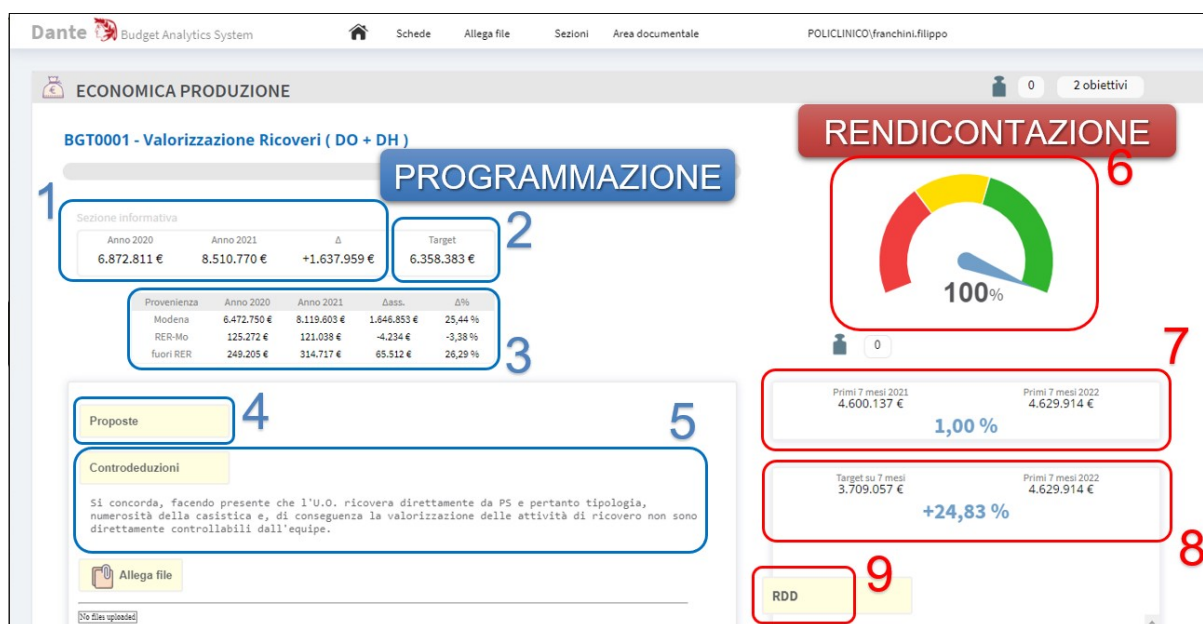 Dante Budget Analytics System Schede Allega file Sezioni Area documentale POLICLINICO\franchini.filippo
ECONOMICA PRODUZIONE 0 2 obiettivi
BGT0001 - Valorizzazione Ricoveri ( DO + DH )
PROGRAMMAZIONE
1
Sezione informativa
Anno 2020 Anno 2021 Δ
6.872.811 € 8.510.770 € +1.637.959 €
Target
6.358.383 €
2
Provenienza Anno 2020 Anno 2021 Δass. Δ%
Modena 6.472.750 € 8.119.603 € 1.646.853 € 25,44 %
RER-Mo 125.272 € 121.038 € -4.234 € -3,38 %
fuori RER 249.205 € 314.717 € 65.512 € 26,29 %
3
Proposte
4
5
Controdeduzioni
Si concorda, facendo presente che l'U.O. ricovera direttamente da PS e pertanto tipologia,
numerosità della casistica e, di conseguenza la valorizzazione delle attività di ricovero non sono
direttamente controllabili dall'equipe.
Allega file
No files uploaded
RENDICONTAZIONE
6
100%
0
7
Primi 7 mesi 2021 Primi 7 mesi 2022
4.600.137 € 4.629.914 €
1,00 %
Target su 7 mesi Primi 7 mesi 2022
3.709.057 € 4.629.914 €
+24,83 %
8
9
RDD